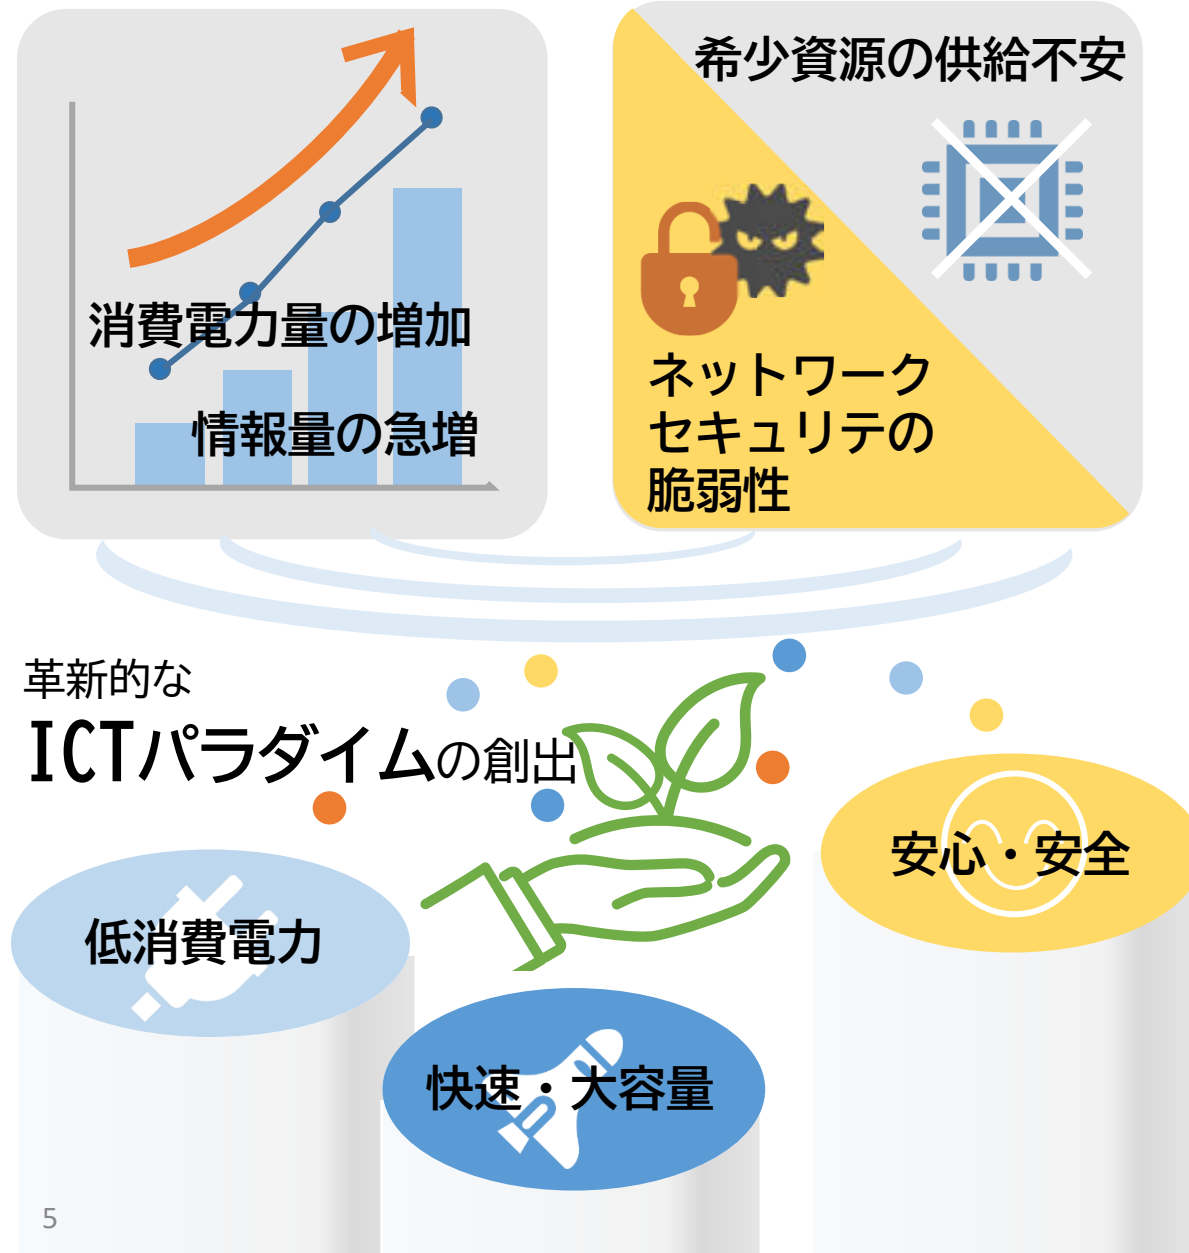 消費電力量の増加
情報量の急増
希少資源の供給不安
ネットワーク
セキュリテの
脆弱性
革新的な
ICTパラダイムの創出
低消費電力
快速・大容量
安心・安全
5